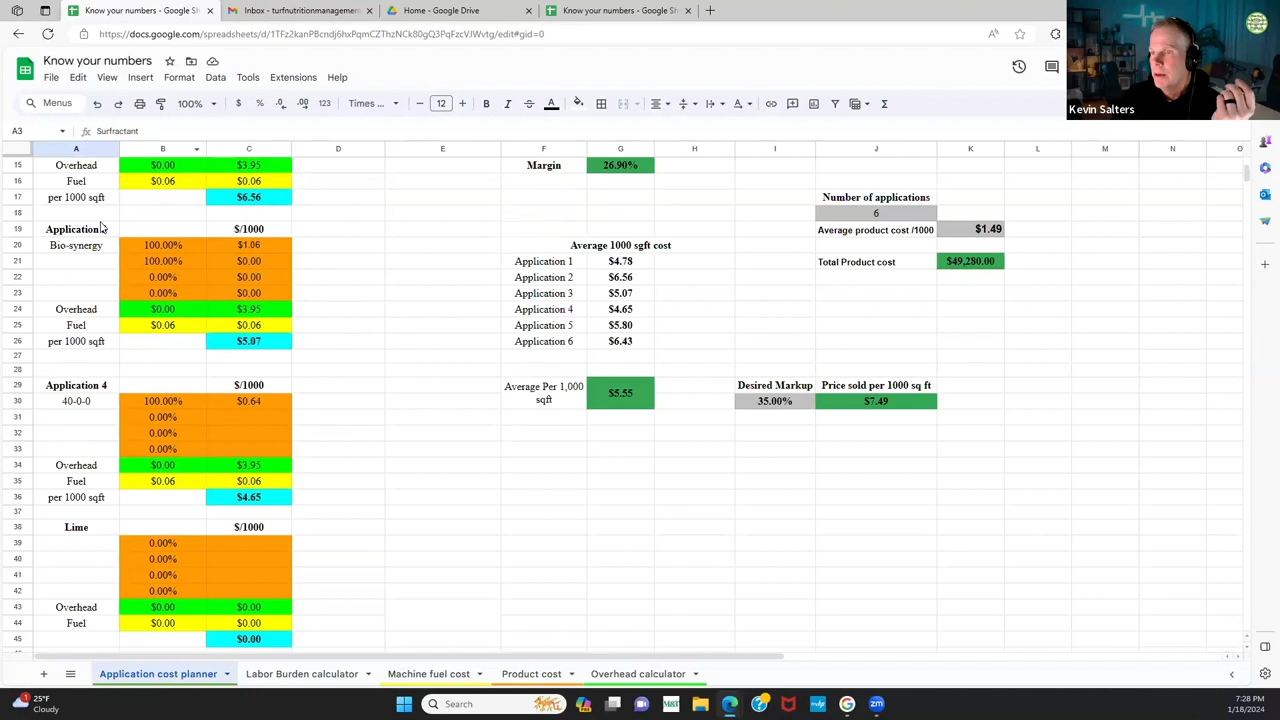 Know your numbers - Google Sh
Inbox - turfnutritionmanagemen
Home - Google Drive
Know your numbers - Google Sh
https://docs.google.com/spreadsheets/d/1TFz2kanPBcndj6hxPqmCZThzNCk80gQ3PqFzcVJWvtg/edit#gid=0
Know your numbers
File Edit View Insert Format Data Tools Extensions Help
Menus 100% $ % .0 .00 123 Times ... 12 B I A
A3 fx Surfractant
A B C D E F G H I J K L M N O
15 Overhead $0.00 $3.95 Margin 26.90%
16 Fuel $0.06 $0.06
17 per 1000 sqft $6.56 Number of applications
18 6
19 Application $/1000 Average product cost /1000 $1.49
20 Bio-synergy 100.00% $1.06 Average 1000 sgft cost
21 100.00% $0.00 Application 1 $4.78 Total Product cost $49,280.00
22 0.00% $0.00 Application 2 $6.56
23 0.00% $0.00 Application 3 $5.07
24 Overhead $0.00 $3.95 Application 4 $4.65
25 Fuel $0.06 $0.06 Application 5 $5.80
26 per 1000 sqft $5.07 Application 6 $6.43
27
28
29 Application 4 $/1000 Average Per 1,000 sqft $5.55 Desired Markup Price sold per 1000 sq ft
30 40-0-0 100.00% $0.64 35.00% $7.49
31 0.00%
32 0.00%
33 0.00%
34 Overhead $0.00 $3.95
35 Fuel $0.06 $0.06
36 per 1000 sqft $4.65
37
38 Lime $/1000
39 0.00%
40 0.00%
41 0.00%
42 0.00%
43 Overhead $0.00 $0.00
44 Fuel $0.00 $0.00
45 $0.00
Application cost planner Labor Burden calculator Machine fuel cost Product cost Overhead calculator
25°F
Cloudy
Search
M&T
7:28 PM
1/18/2024
Kevin Salters